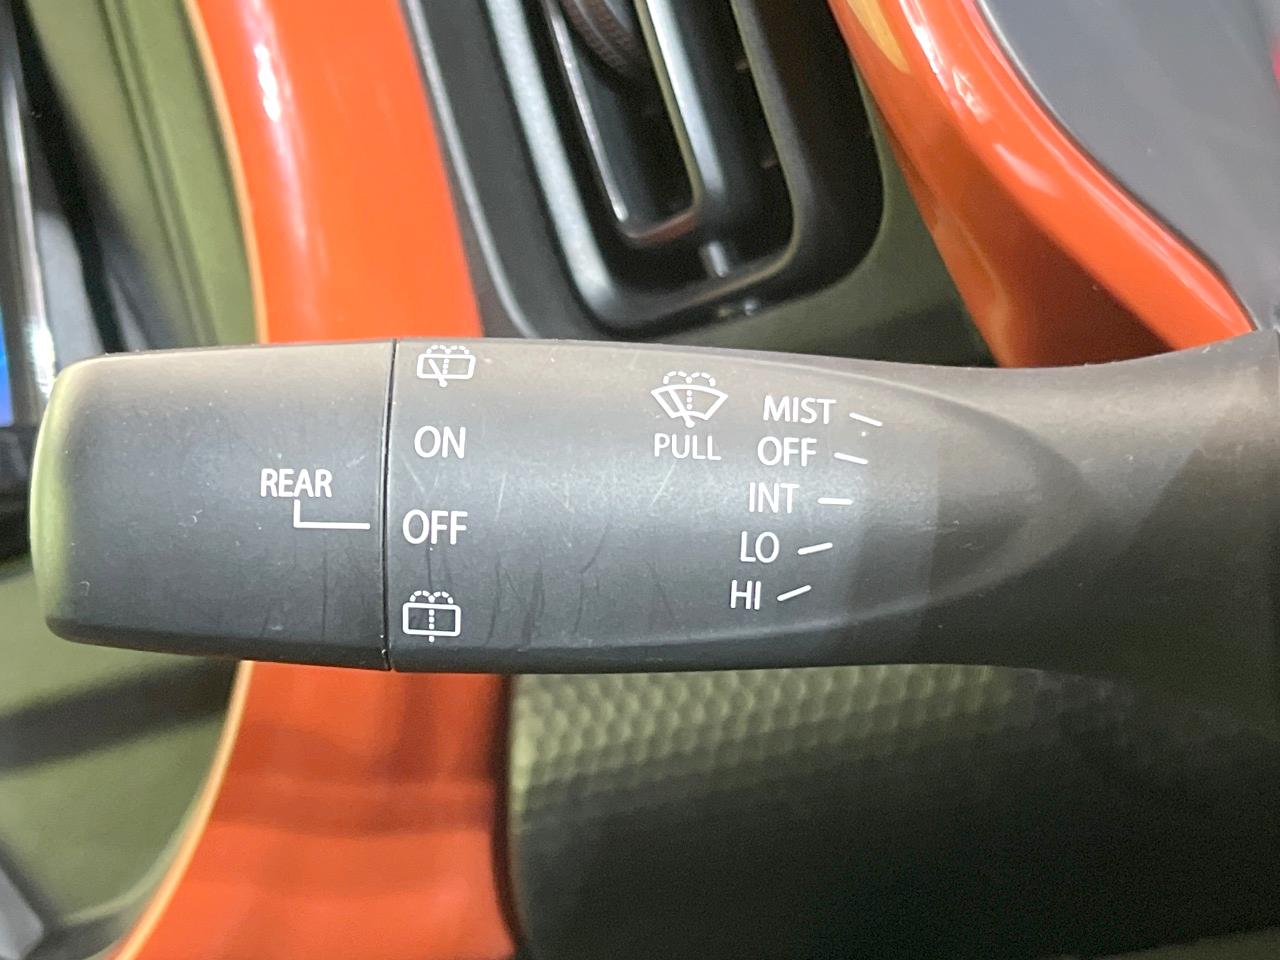 REAR
ON
OFF
PULL
MIST
OFF
INT
LO
HI